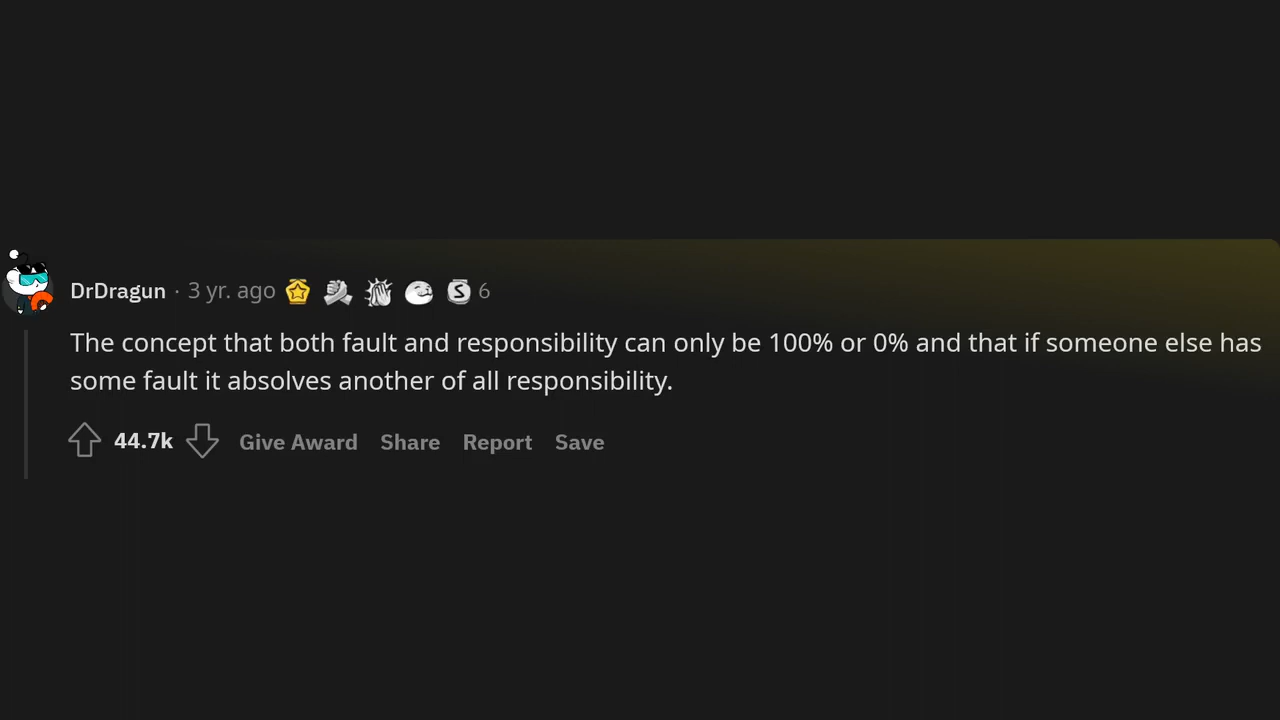 DrDragun · 3 yr. ago 6
The concept that both fault and responsibility can only be 100% or 0% and that if someone else has
some fault it absolves another of all responsibility.
44.7k Give Award Share Report Save